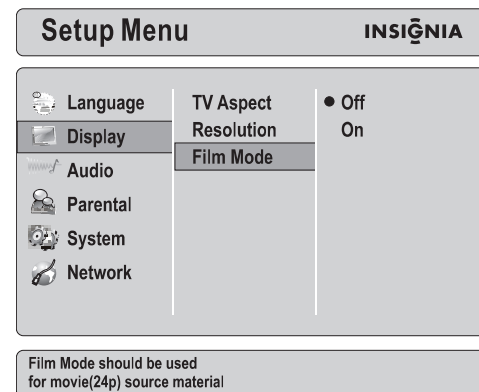 Setup Menu
INSIGNIA
Language
Display
Audio
Parental
System
Network
TV Aspect
Resolution
Film Mode
Off
On
Film Mode should be used
for movie(24p) source material